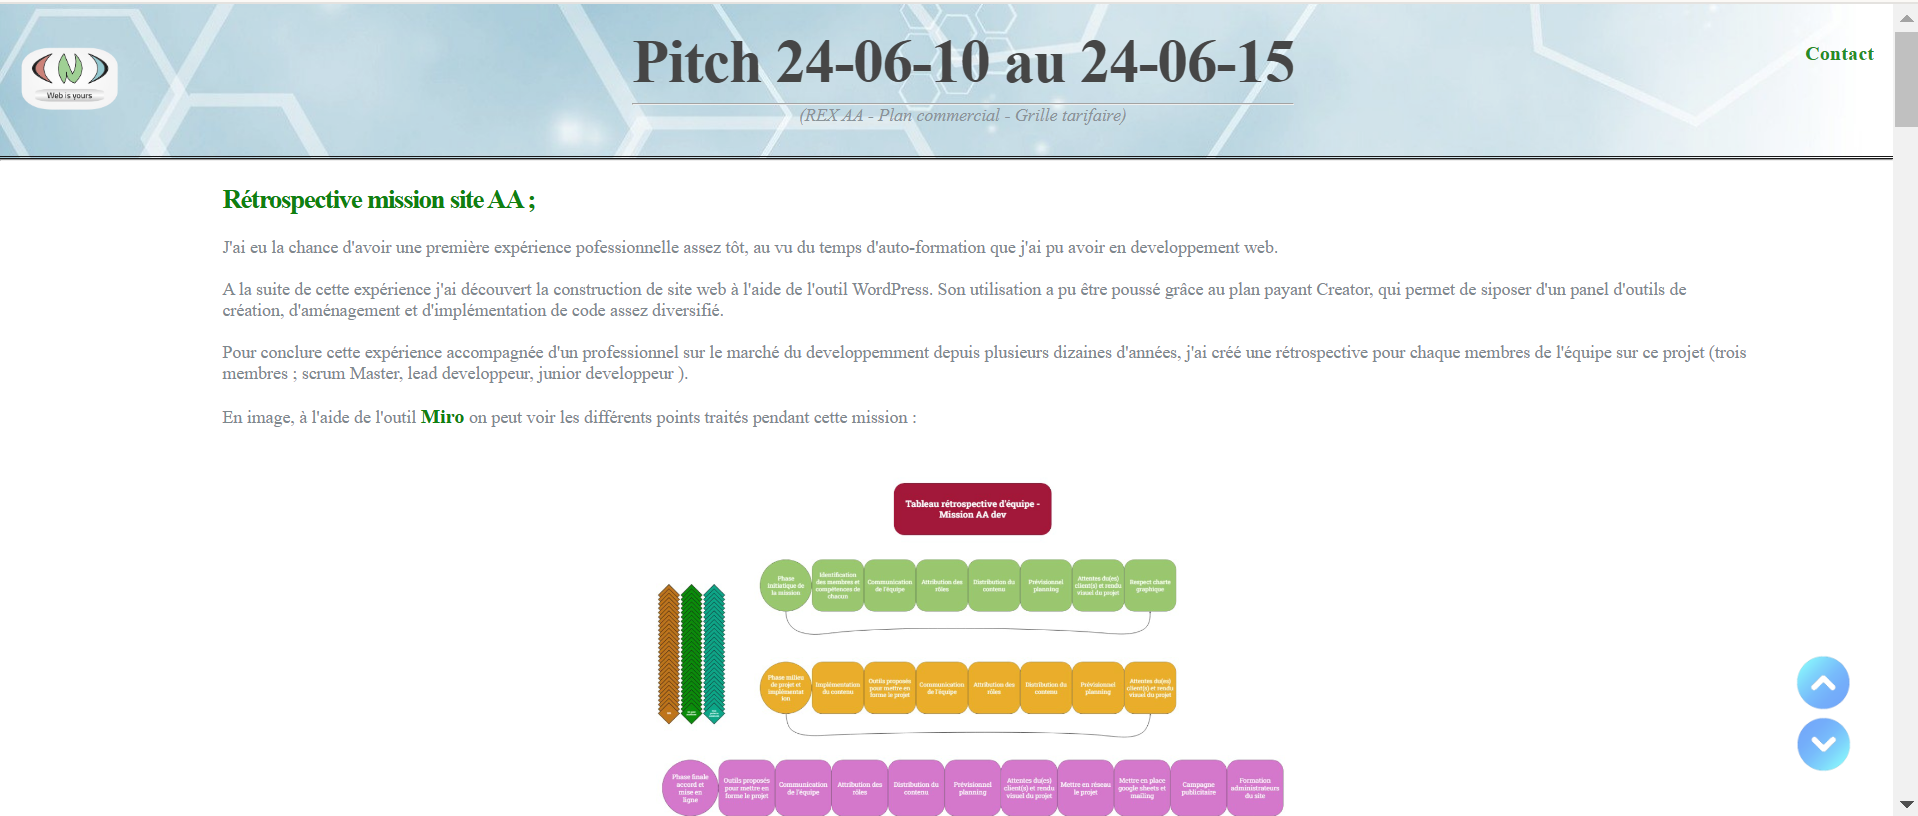 Web is yours
Pitch 24-06-10 au 24-06-15
(REX AA - Plan commercial - Grille tarifaire)
Contact
Rétrospective mission site AA ;
J'ai eu la chance d'avoir une première expérience pofessionnelle assez tôt, au vu du temps d'auto-formation que j'ai pu avoir en developpement web.
A la suite de cette expérience j'ai découvert la construction de site web à l'aide de l'outil WordPress. Son utilisation a pu être poussé grâce au plan payant Creator, qui permet de siposer d'un panel d'outils de
création, d'aménagement et d'implémentation de code assez diversifié.
Pour conclure cette expérience accompagnée d'un professionnel sur le marché du developpemment depuis plusieurs dizaines d'années, j'ai créé une rétrospective pour chaque membres de l'équipe sur ce projet (trois
membres ; scrum Master, lead developpeur, junior developpeur ).
En image, à l'aide de l'outil Miro on peut voir les différents points traités pendant cette mission :
Tableau rétrospective d'équipe -
Mission AA dev
Phase
initiatique de
la mission
Identification
des membres et
compétences de
chacun
Communication
de l'équipe
Attribution des
rôles
Distribution du
contenu
Prévisionnel
planning
Attentes du(es)
client(s) et rendu
visuel du projet
Respect charte
graphique
Phase milieu
de projet et
implémentat
ion
Implémentation
du contenu
Outils proposés
pour mettre en
forme le projet
Communication
de l'équipe
Attribution des
rôles
Distribution du
contenu
Prévisionnel
planning
Attentes du(es)
client(s) et rendu
visuel du projet
Phase finale
accord et
mise en
ligne
Outils proposés
pour mettre en
forme le projet
Communication
de l'équipe
Attribution des
rôles
Distribution du
contenu
Prévisionnel
planning
Attentes du(es)
client(s) et rendu
visuel du projet
Mettre en réseau
le projet
Mettre en place
google sheets et
mailing
Campagne
publicitaire
Formation
administrateurs
du site